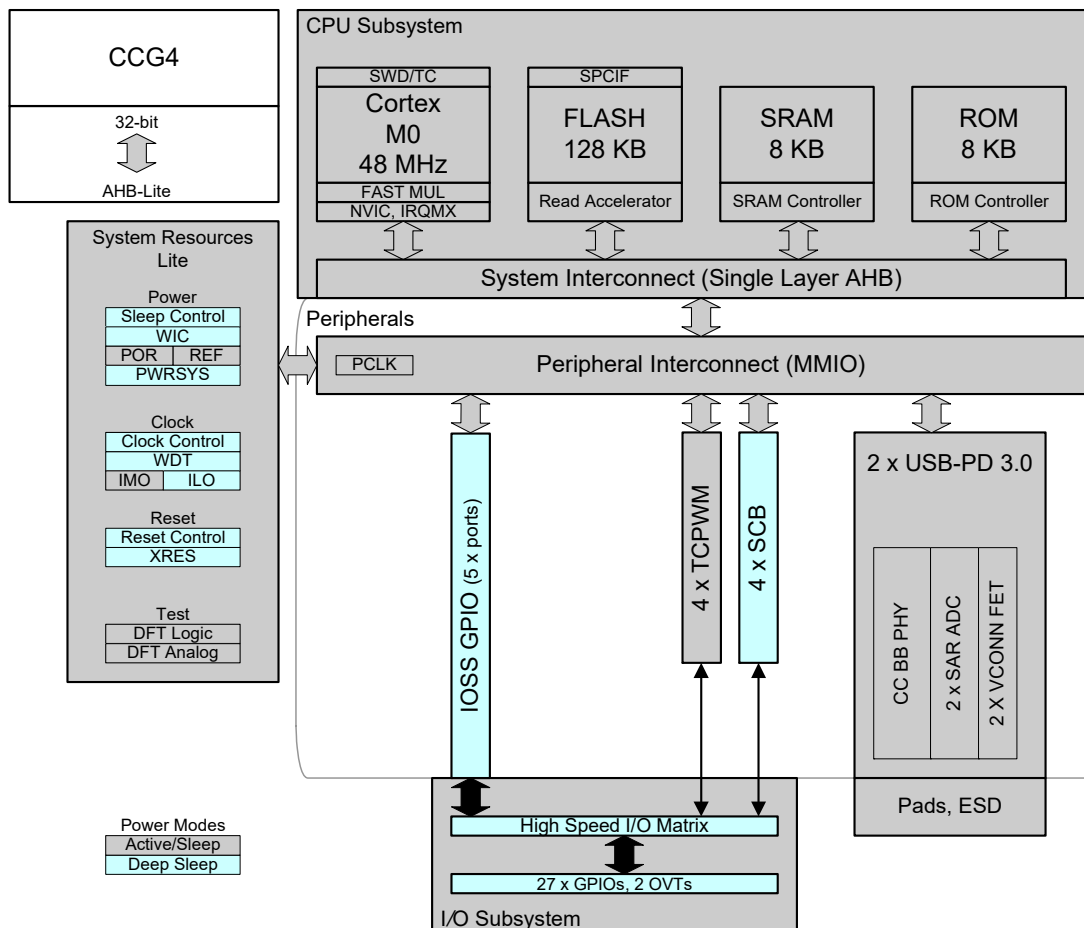 CCG4
32-bit
AHB-Lite
CPU Subsystem
SWD/TC
Cortex
M0
48 MHz
FAST MUL
NVIC, IRQMX
SPCIF
FLASH
128 KB
Read Accelerator
SRAM
8 KB
SRAM Controller
ROM
8 KB
ROM Controller
System Interconnect (Single Layer AHB)
System Resources
Lite
Power
Sleep Control
WIC
POR REF
PWRSYS
Clock
Clock Control
WDT
IMO ILO
Reset
Reset Control
XRES
Test
DFT Logic
DFT Analog
Peripherals
PCLK
Peripheral Interconnect (MMIO)
IOSS GPIO (5 x ports)
4 x TCPWM
4 x SCB
2 x USB-PD 3.0
CC BB PHY
2 x SAR ADC
2 X VCONN FET
Pads, ESD
High Speed I/O Matrix
27 x GPIOs, 2 OVTs
I/O Subsystem
Power Modes
Active/Sleep
Deep Sleep